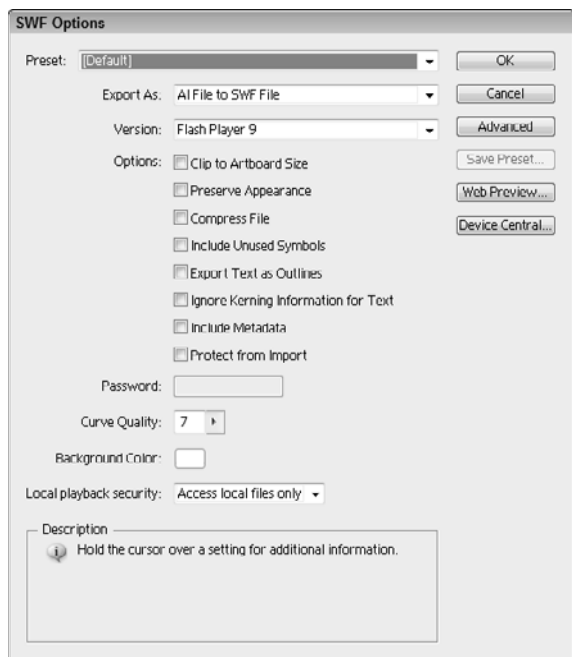 SWF Options
Preset: [Default]
OK
Export As: AI File to SWF File
Cancel
Version: Flash Player 9
Advanced
Options: Clip to Artboard Size
Save Preset...
Preserve Appearance
Web Preview...
Compress File
Device Central...
Include Unused Symbols
Export Text as Outlines
Ignore Kerning Information for Text
Include Metadata
Protect from Import
Password:
Curve Quality: 7
Background Color:
Local playback security: Access local files only
Description
Hold the cursor over a setting for additional information.